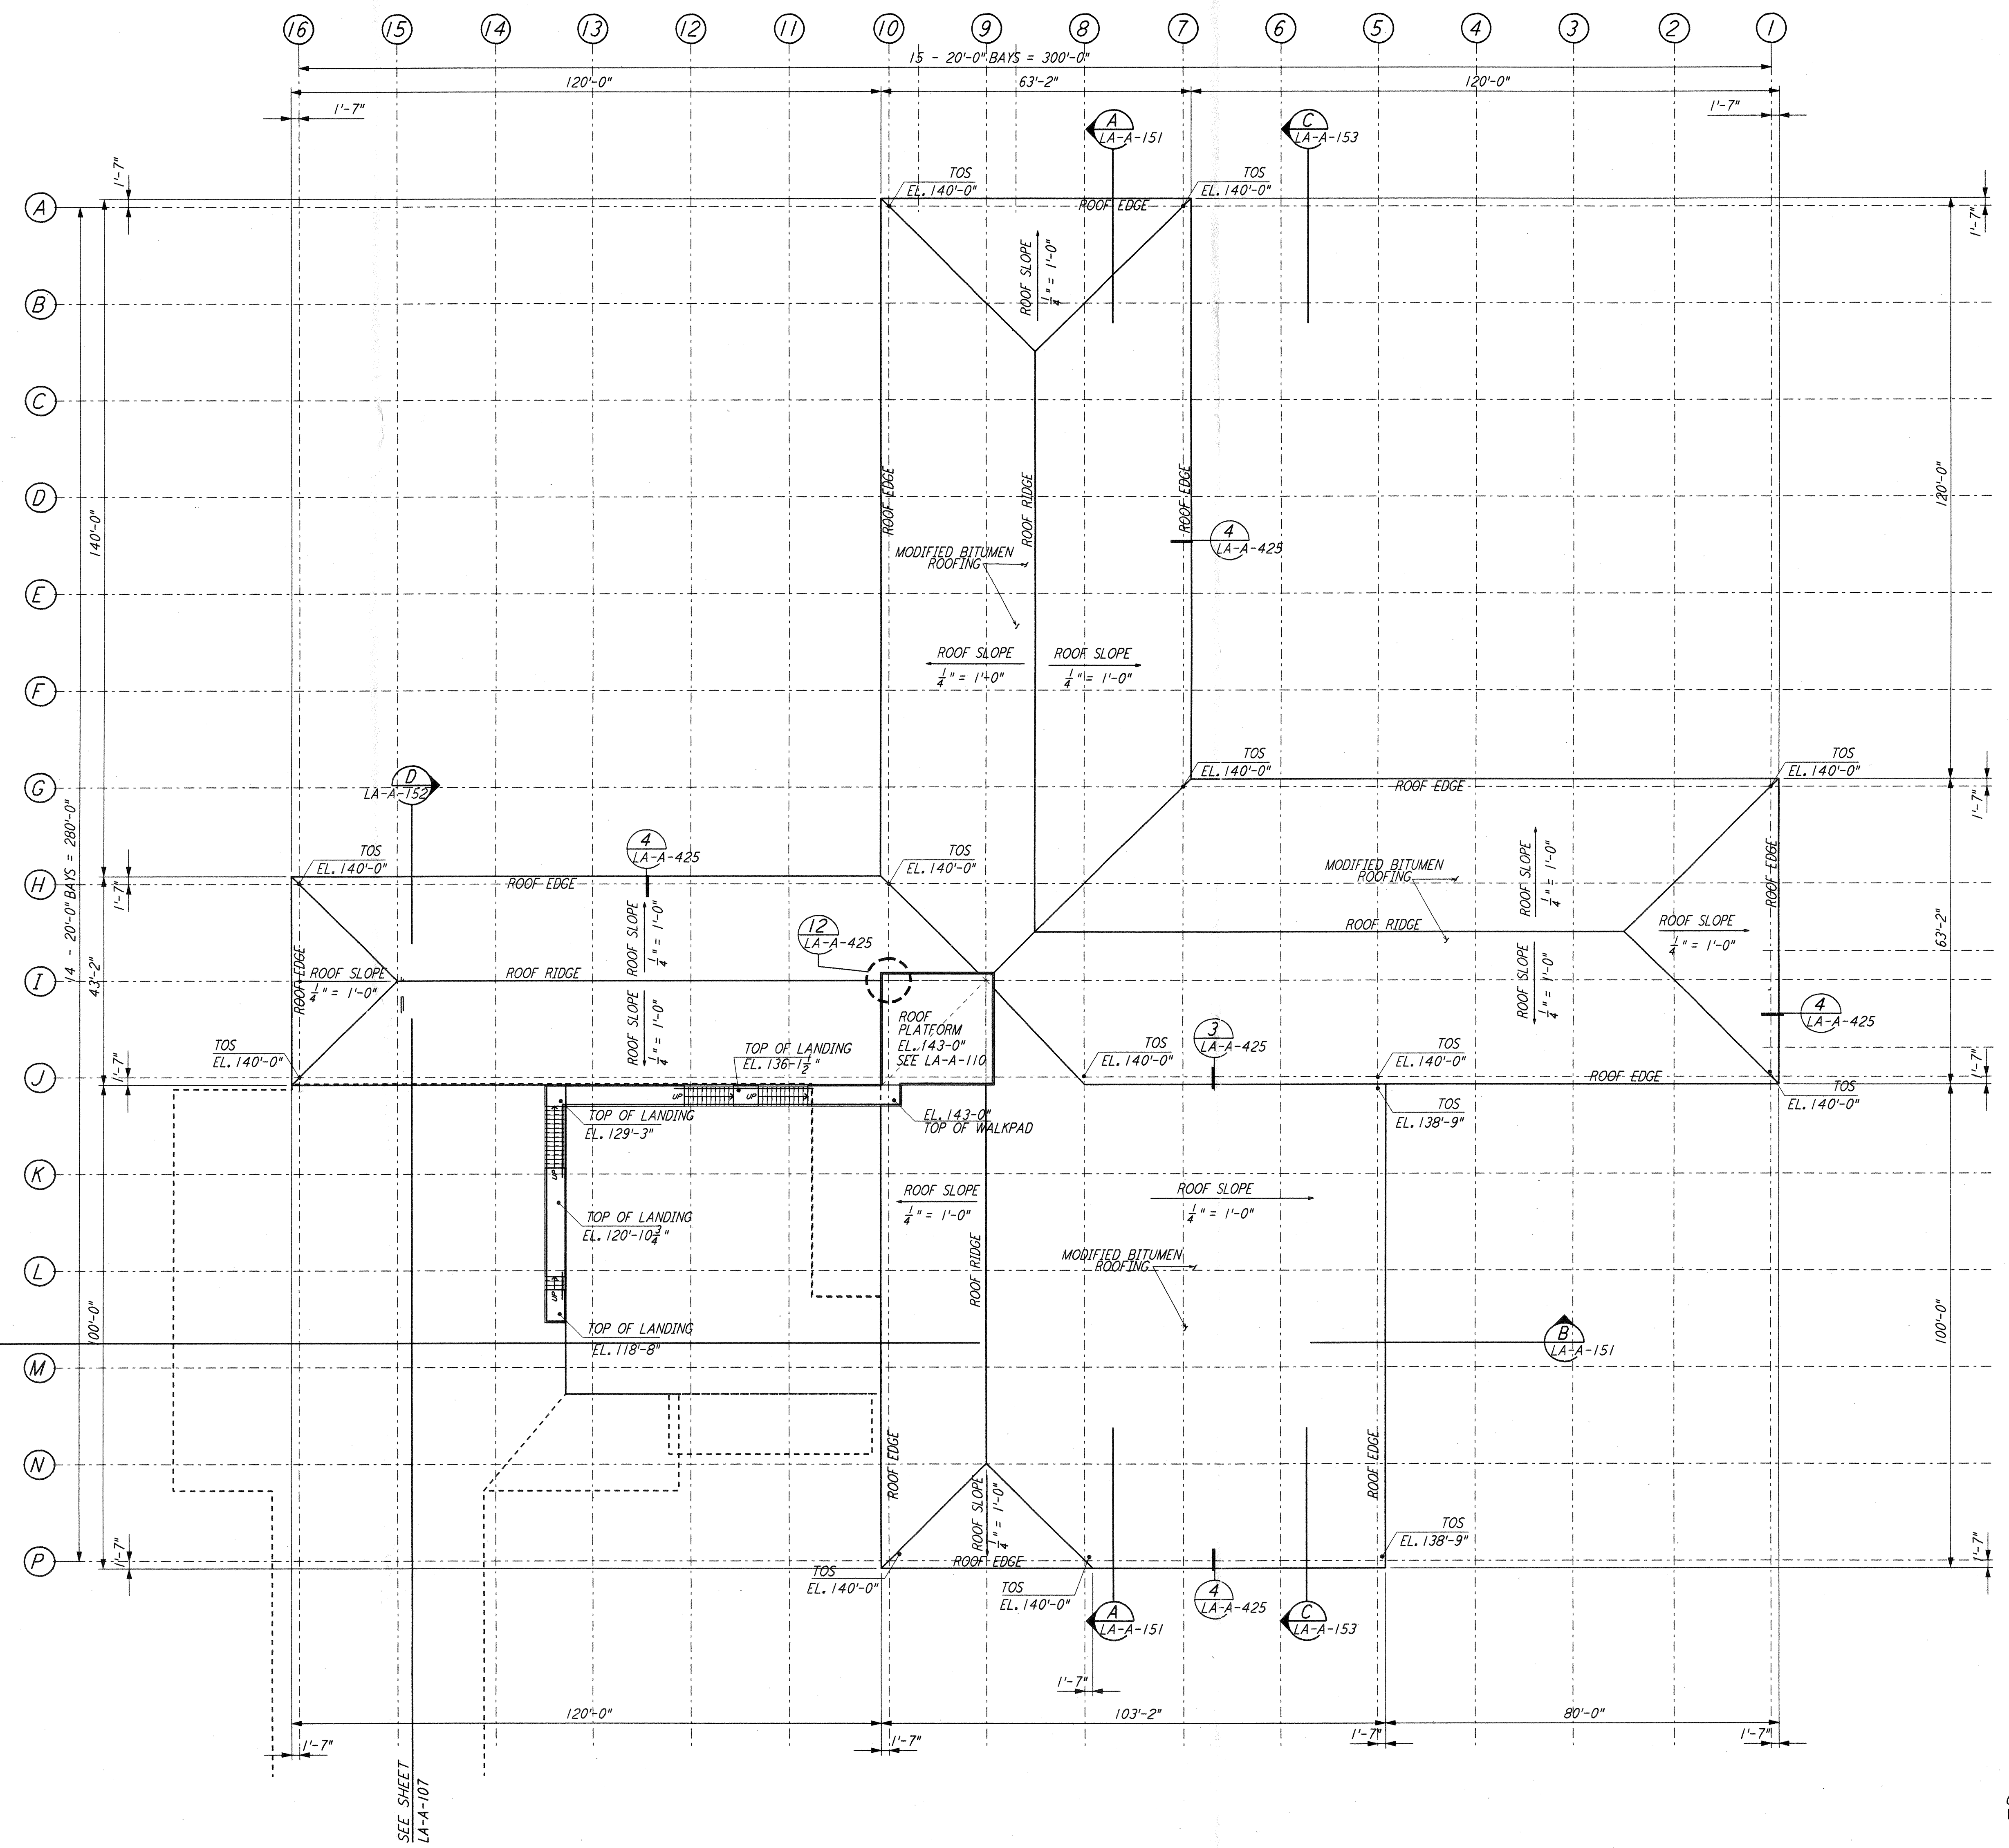 16 15 14 13 12 11 10 9 8 7 6 5 4 3 2 1
15 - 20'-0" BAYS = 300'-0"
120'-0" 63'-2" 120'-0"
1'-7" 1'-7"
A
LA-A-151
C
LA-A-153
1'-7"
TOS
EL. 140'-0"
TOS
EL. 140'-0"
A
ROOF EDGE
1'-7"
ROOF SLOPE
1/4" = 1'-0"
B
C
D
ROOF EDGE
ROOF RIDGE
ROOF EDGE
120'-0"
140'-0"
4
LA-A-425
MODIFIED BITUMEN
ROOFING
E
ROOF SLOPE
1/4" = 1'-0"
ROOF SLOPE
1/4" = 1'-0"
F
TOS
EL. 140'-0"
TOS
EL. 140'-0"
G
D
LA-A-152
ROOF EDGE
1'-7"
14 - 20'-0" BAYS = 280'-0"
4
LA-A-425
TOS
EL. 140'-0"
TOS
EL. 140'-0"
H
1'-7"
ROOF EDGE
MODIFIED BITUMEN
ROOFING
ROOF SLOPE
1/4" = 1'-0"
ROOF EDGE
12
LA-A-425
ROOF SLOPE
1/4" = 1'-0"
ROOF RIDGE
ROOF SLOPE
1/4" = 1'-0"
63'-2"
43'-2"
I
ROOF EDGE
ROOF SLOPE
1/4" = 1'-0"
ROOF RIDGE
ROOF SLOPE
1/4" = 1'-0"
ROOF SLOPE
1/4" = 1'-0"
4
LA-A-425
ROOF
PLATFORM
EL. 143'-0"
SEE LA-A-110
3
LA-A-425
TOS
EL. 140'-0"
TOP OF LANDING
EL. 136'-1 1/2"
TOS
EL. 140'-0"
TOS
EL. 140'-0"
J
1'-7"
ROOF EDGE
1'-7"
TOS
EL. 140'-0"
UP UP
TOP OF LANDING
EL. 129'-3"
EL. 143'-0"
TOP OF WALKPAD
TOS
EL. 138'-9"
K
UP
ROOF SLOPE
1/4" = 1'-0"
ROOF SLOPE
1/4" = 1'-0"
TOP OF LANDING
EL. 120'-10 3/4"
L
UP
ROOF RIDGE
MODIFIED BITUMEN
ROOFING
100'-0"
100'-0"
TOP OF LANDING
EL. 118'-8"
B
LA-A-151
M
N
ROOF EDGE
ROOF SLOPE
1/4" = 1'-0"
ROOF EDGE
TOS
EL. 138'-9"
P
1'-7"
ROOF EDGE
1'-7"
TOS
EL. 140'-0"
TOS
EL. 140'-0"
A
LA-A-151
4
LA-A-425
C
LA-A-153
1'-7"
120'-0" 103'-2" 80'-0"
1'-7" 1'-7" 1'-7" 1'-7"
SEE SHEET
LA-A-107